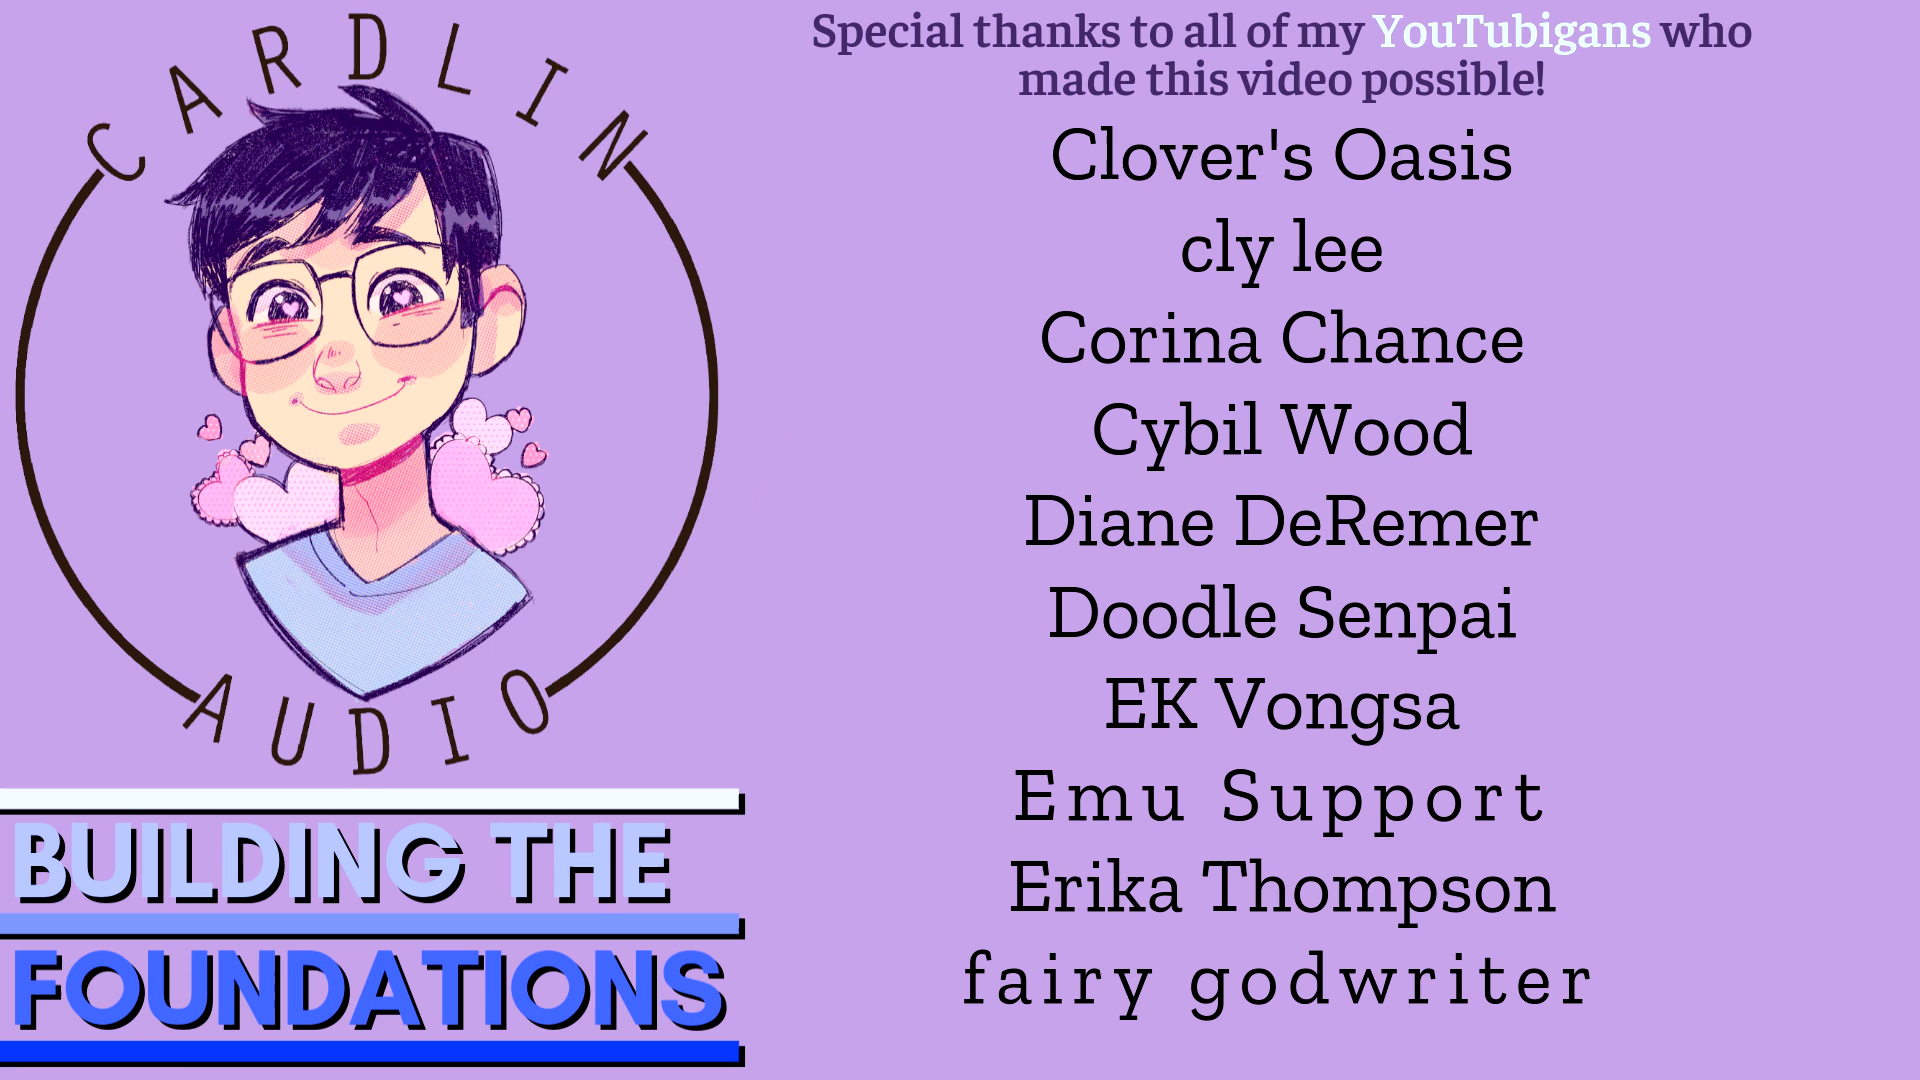 CARDLIN
AUDIO
BUILDING THE
FOUNDATIONS
Special thanks to all of my YouTubigans who
made this video possible!
Clover's Oasis
cly lee
Corina Chance
Cybil Wood
Diane DeRemer
Doodle Senpai
EK Vongsa
Emu Support
Erika Thompson
fairy godwriter